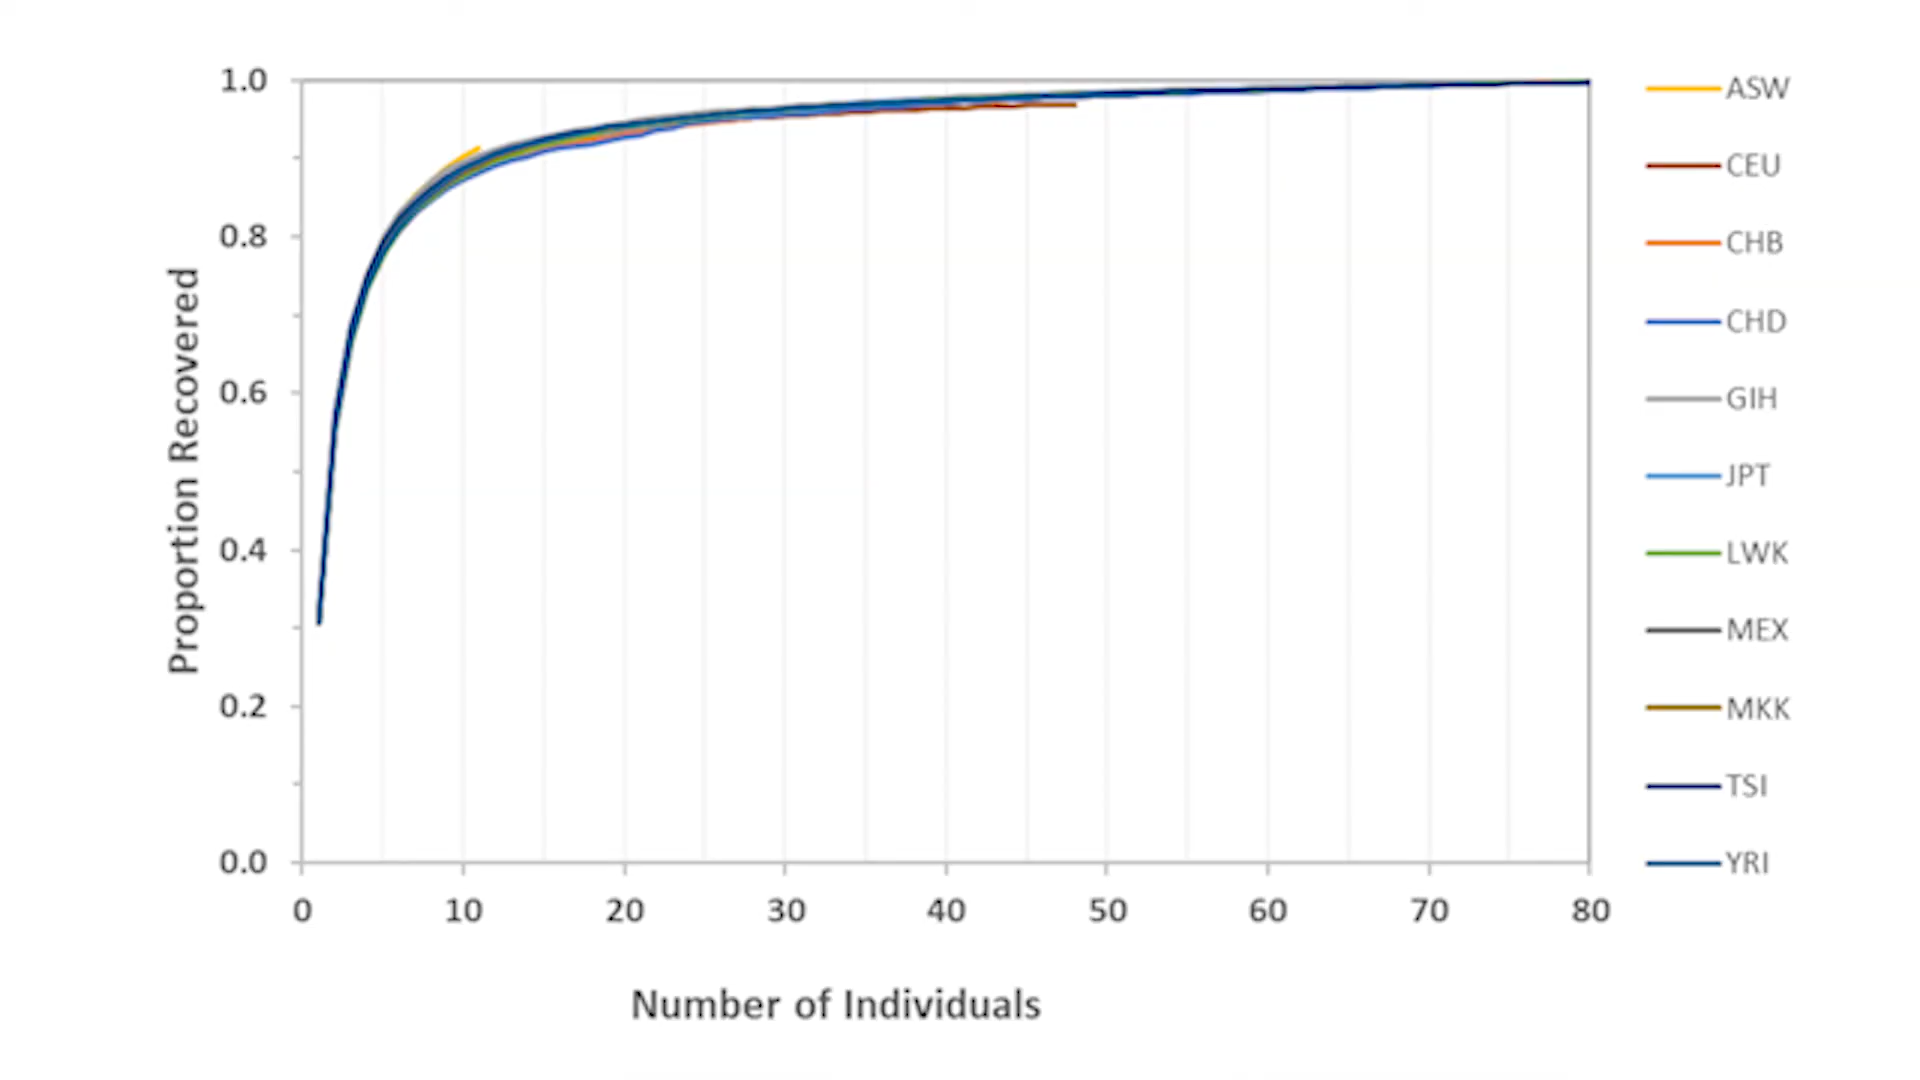 1.0
0.8
0.6
0.4
0.2
0.0
Proportion Recovered
0 10 20 30 40 50 60 70 80
Number of Individuals
ASW
CEU
CHB
CHD
GIH
JPT
LWK
MEX
MKK
TSI
YRI